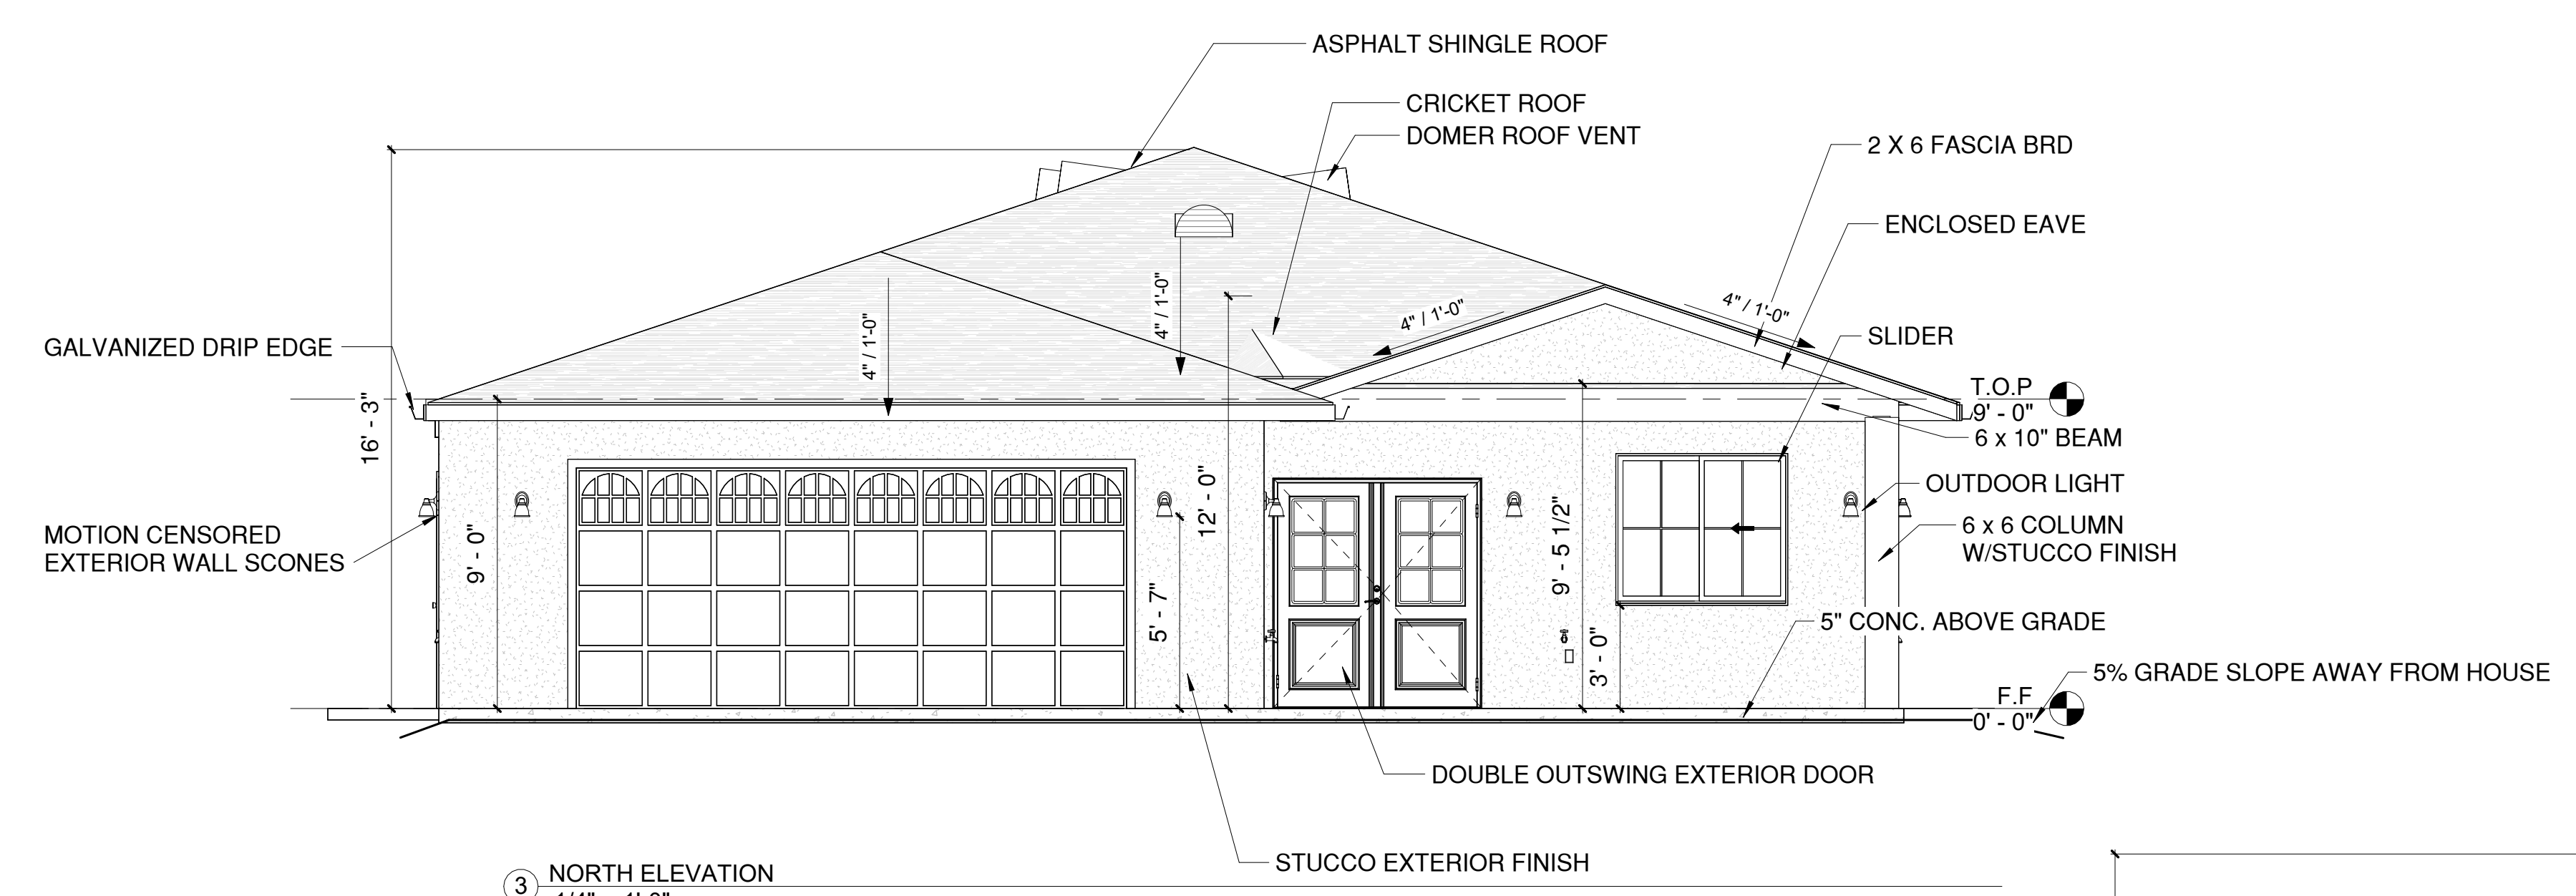 ASPHALT SHINGLE ROOF
CRICKET ROOF
DOMER ROOF VENT
2 X 6 FASCIA BRD
ENCLOSED EAVE
4" / 1'-0"
4" / 1'-0"
4" / 1'-0"
4" / 1'-0"
SLIDER
GALVANIZED DRIP EDGE
T.O.P
9' - 0"
6 x 10" BEAM
16' - 3"
OUTDOOR LIGHT
MOTION CENSORED
EXTERIOR WALL SCONES
9' - 0"
12' - 0"
9' - 5 1/2"
6 x 6 COLUMN
W/STUCCO FINISH
5' - 7"
3' - 0"
5" CONC. ABOVE GRADE
5% GRADE SLOPE AWAY FROM HOUSE
F.F
0' - 0"
DOUBLE OUTSWING EXTERIOR DOOR
STUCCO EXTERIOR FINISH
3
NORTH ELEVATION